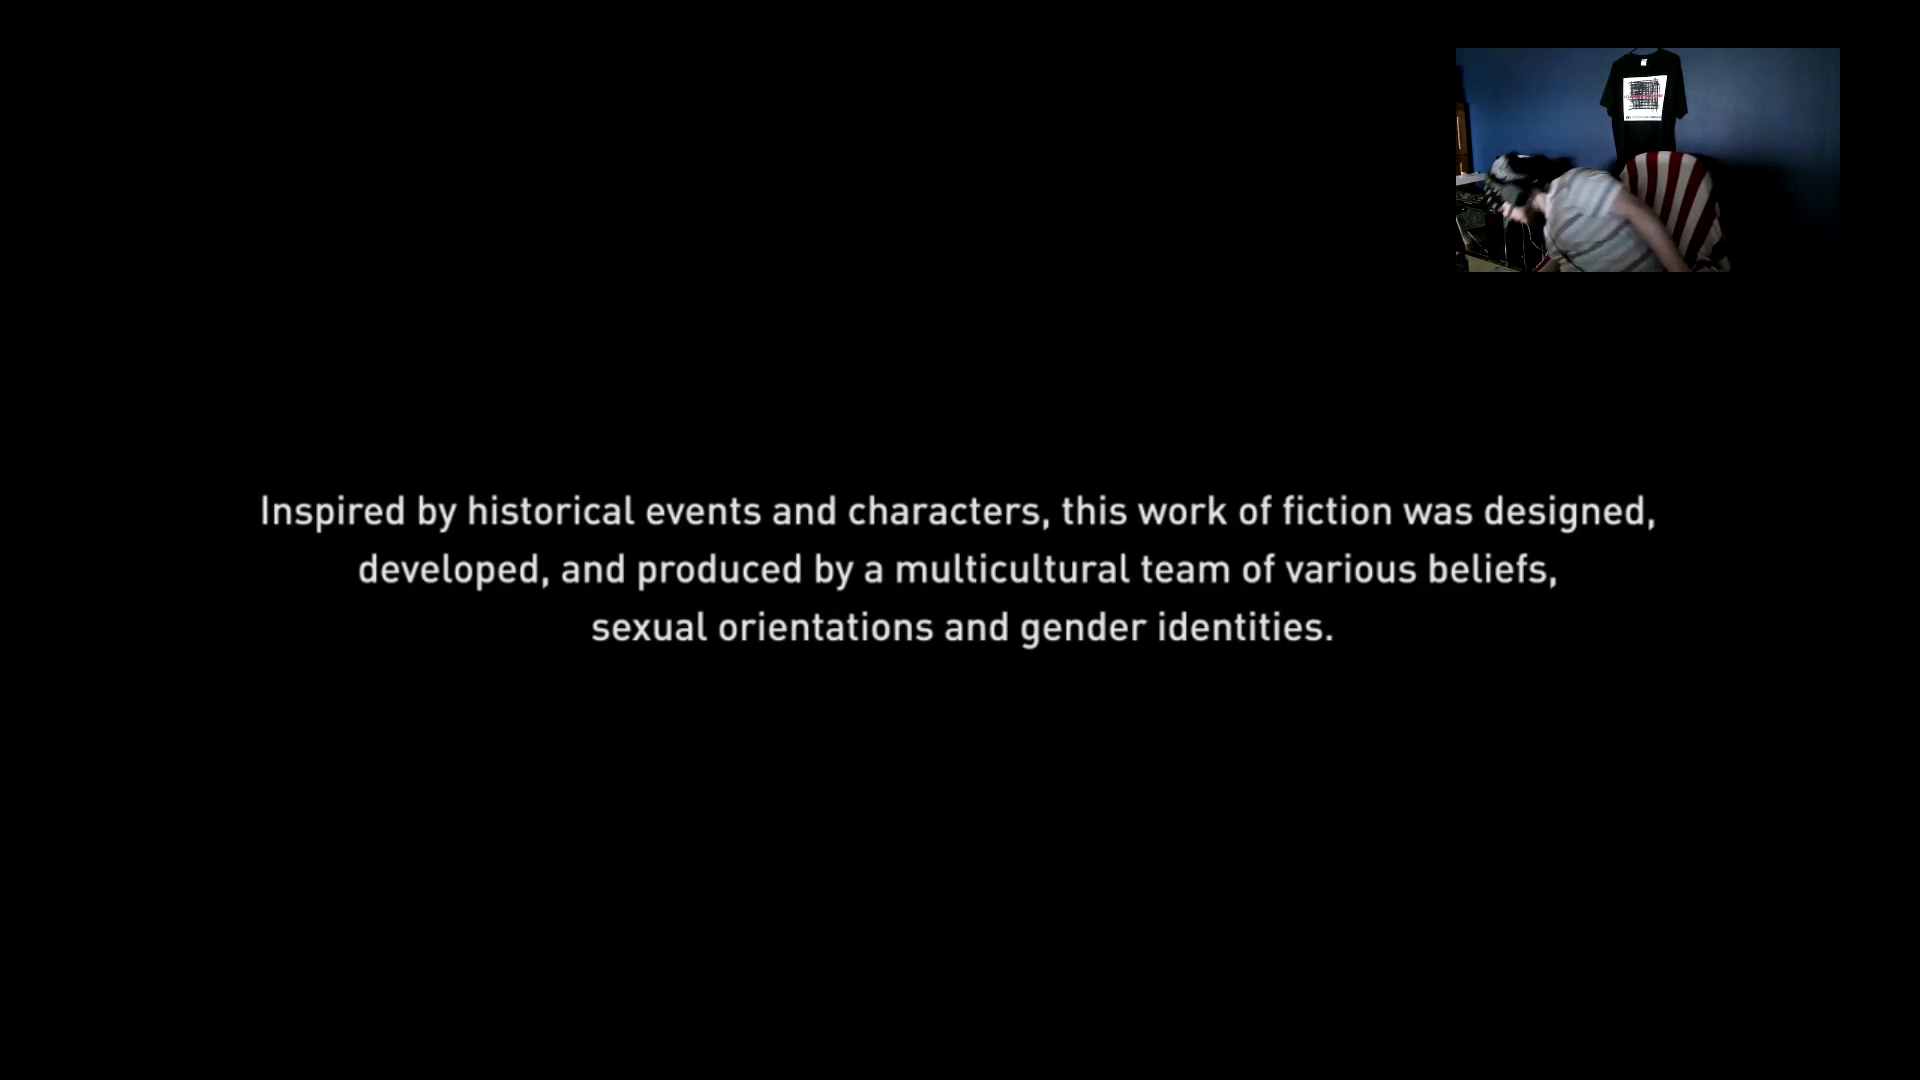 Inspired by historical events and characters, this work of fiction was designed,
developed, and produced by a multicultural team of various beliefs,
sexual orientations and gender identities.